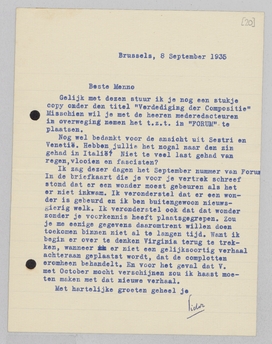 Brussels, 8 September 1935
Beste Menno
Gelijk met dezen stuur ik je nog een stukje
copy onder den titel "Verdediging der Compositie"
Misschien wil je met de heeren mederedacteuren
in overweging nemen het t.z.t. in "FORUM" te
plaatsen.
Nog wel bedankt voor de ansicht uit Sestri en
Venetië. Hebben jullie het nogal naar den zin
gehad in Italië? Niet te veel last gehad van
regen, vlooien en fascisten?
Ik zag dezer dagen het September nummer van Forum
In de briefkaart die je voor je vertrek schreef
stond dat er een wonder moest gebeuren als het
er niet inkwam. Ik veronderstel dat er een won-
der is gebeurd en ik ben buitengewoon nieuws-
gierig welk. Ik veronderstel ook dat dat wonder
zonder je voorkennis heeft plaatsgegrepen. Zou
je me eenige gegevens daaromtrent willen doen
toekomen binnen niet al te langen tijd. Want ik
begin er over te denken Virginia terug te trek-
ken, wanneer er niet een gelijksoortig verhaal
achteraan geplaatst wordt, dat de complotten
eromheen behandelt. En voor het geval dat V.
met October mocht verschijnen zou ik haast moe-
ten maken met dat nieuwe verhaal.
Met hartelijke groeten geheel je